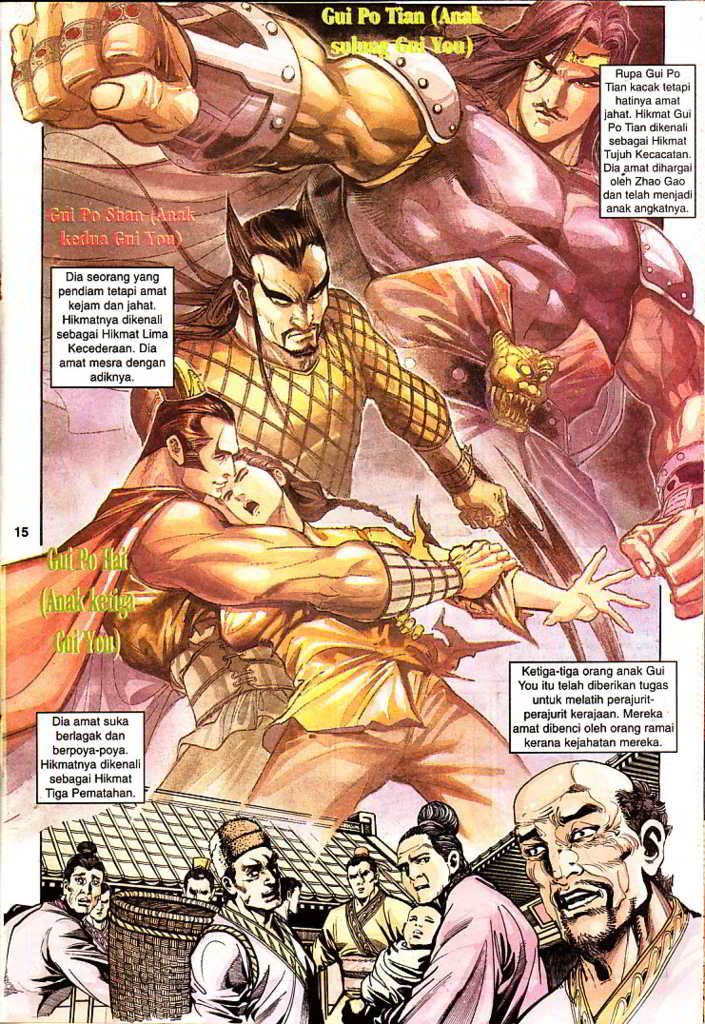 Gui Po Tian (Anak
sulung Gui You)
Rupa Gui Po
Tian kacak tetapi
hatinya amat
jahat. Hikmat Gui
Po Tian dikenali
sebagai Hikmat
Tujuh Kecacatan.
Dia amat dihargai
oleh Zhao Gao
dan telah menjadi
anak angkatnya.
Gui Po Shan (Anak
kedua Gui You)
Dia seorang yang
pendiam tetapi amat
kejam dan jahat.
Hikmatnya dikenali
sebagai Hikmat Lima
Kecederaan. Dia
amat mesra dengan
adiknya.
15
Gui Po Hai
(Anak ketiga
Gui You)
Dia amat suka
berlagak dan
berpoya-poya.
Hikmatnya dikenali
sebagai Hikmat
Tiga Pematahan.
Ketiga-tiga orang anak Gui
You itu telah diberikan tugas
untuk melatih perajurit-
perajurit kerajaan. Mereka
amat dibenci oleh orang ramai
kerana kejahatan mereka.